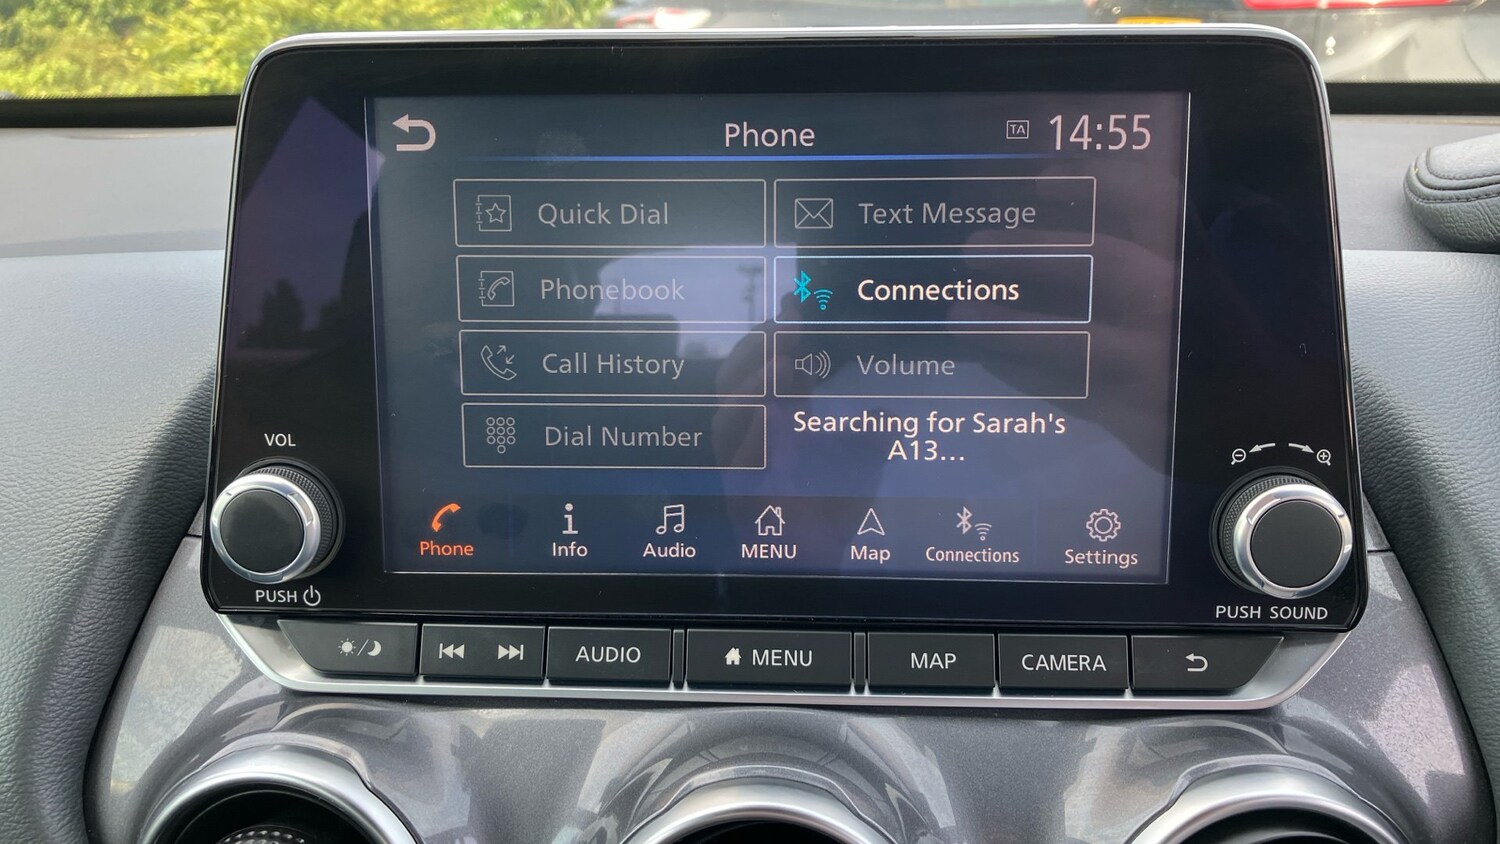 Phone
TA
14:55
Quick Dial
Text Message
Phonebook
Connections
Call History
Volume
Dial Number
Searching for Sarah's
A13...
Phone
Info
Audio
MENU
Map
Connections
Settings
VOL
PUSH
PUSH SOUND
AUDIO
MENU
MAP
CAMERA